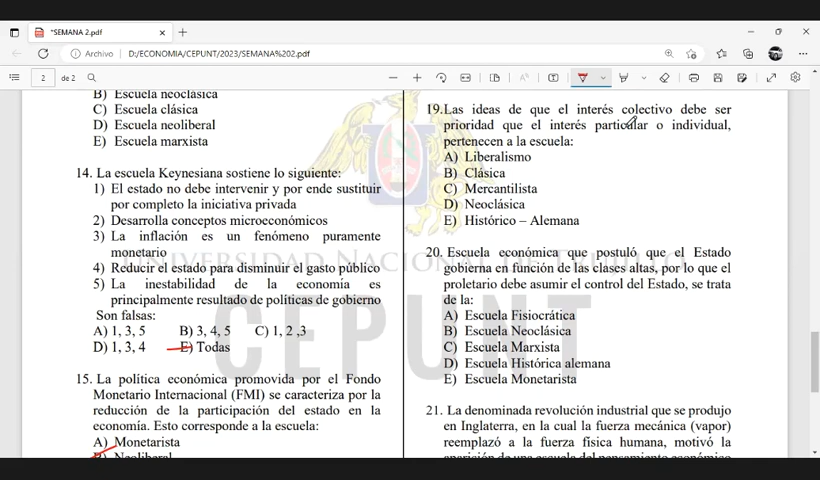 *SEMANA 2.pdf
Archivo
D:/ECONOMIA/CEPUNT/2023/SEMANA%202.pdf
2
de 2
B) Escuela neoclásica
C) Escuela clásica
D) Escuela neoliberal
E) Escuela marxista
14. La escuela Keynesiana sostiene lo siguiente:
1) El estado no debe intervenir y por ende sustituir
por completo la iniciativa privada
2) Desarrolla conceptos microeconómicos
3) La inflación es un fenómeno puramente
monetario
4) Reducir el estado para disminuir el gasto público
5) La inestabilidad de la economía es
principalmente resultado de políticas de gobierno
Son falsas:
A) 1, 3, 5 B) 3, 4, 5 C) 1, 2 ,3
D) 1, 3, 4 E) Todas
15. La política económica promovida por el Fondo
Monetario Internacional (FMI) se caracteriza por la
reducción de la participación del estado en la
economía. Esto corresponde a la escuela:
A) Monetarista
B) Neoliberal
19.Las ideas de que el interés colectivo debe ser
prioridad que el interés particular o individual,
pertenecen a la escuela:
A) Liberalismo
B) Clásica
C) Mercantilista
D) Neoclásica
E) Histórico – Alemana
20. Escuela económica que postuló que el Estado
gobierna en función de las clases altas, por lo que el
proletario debe asumir el control del Estado, se trata
de la:
A) Escuela Fisiocrática
B) Escuela Neoclásica
C) Escuela Marxista
D) Escuela Histórica alemana
E) Escuela Monetarista
21. La denominada revolución industrial que se produjo
en Inglaterra, en la cual la fuerza mecánica (vapor)
reemplazó a la fuerza física humana, motivó la
aparición de una escuela del pensamiento económico
UNIVERSIDAD NACIONAL DE TRUJILLO
CEPUNT